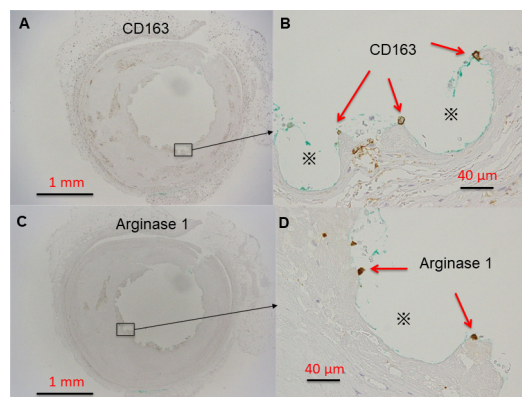 A
CD163
1 mm
B
CD163
※
※
40 μm
C
Arginase 1
1 mm
D
Arginase 1
※
40 μm